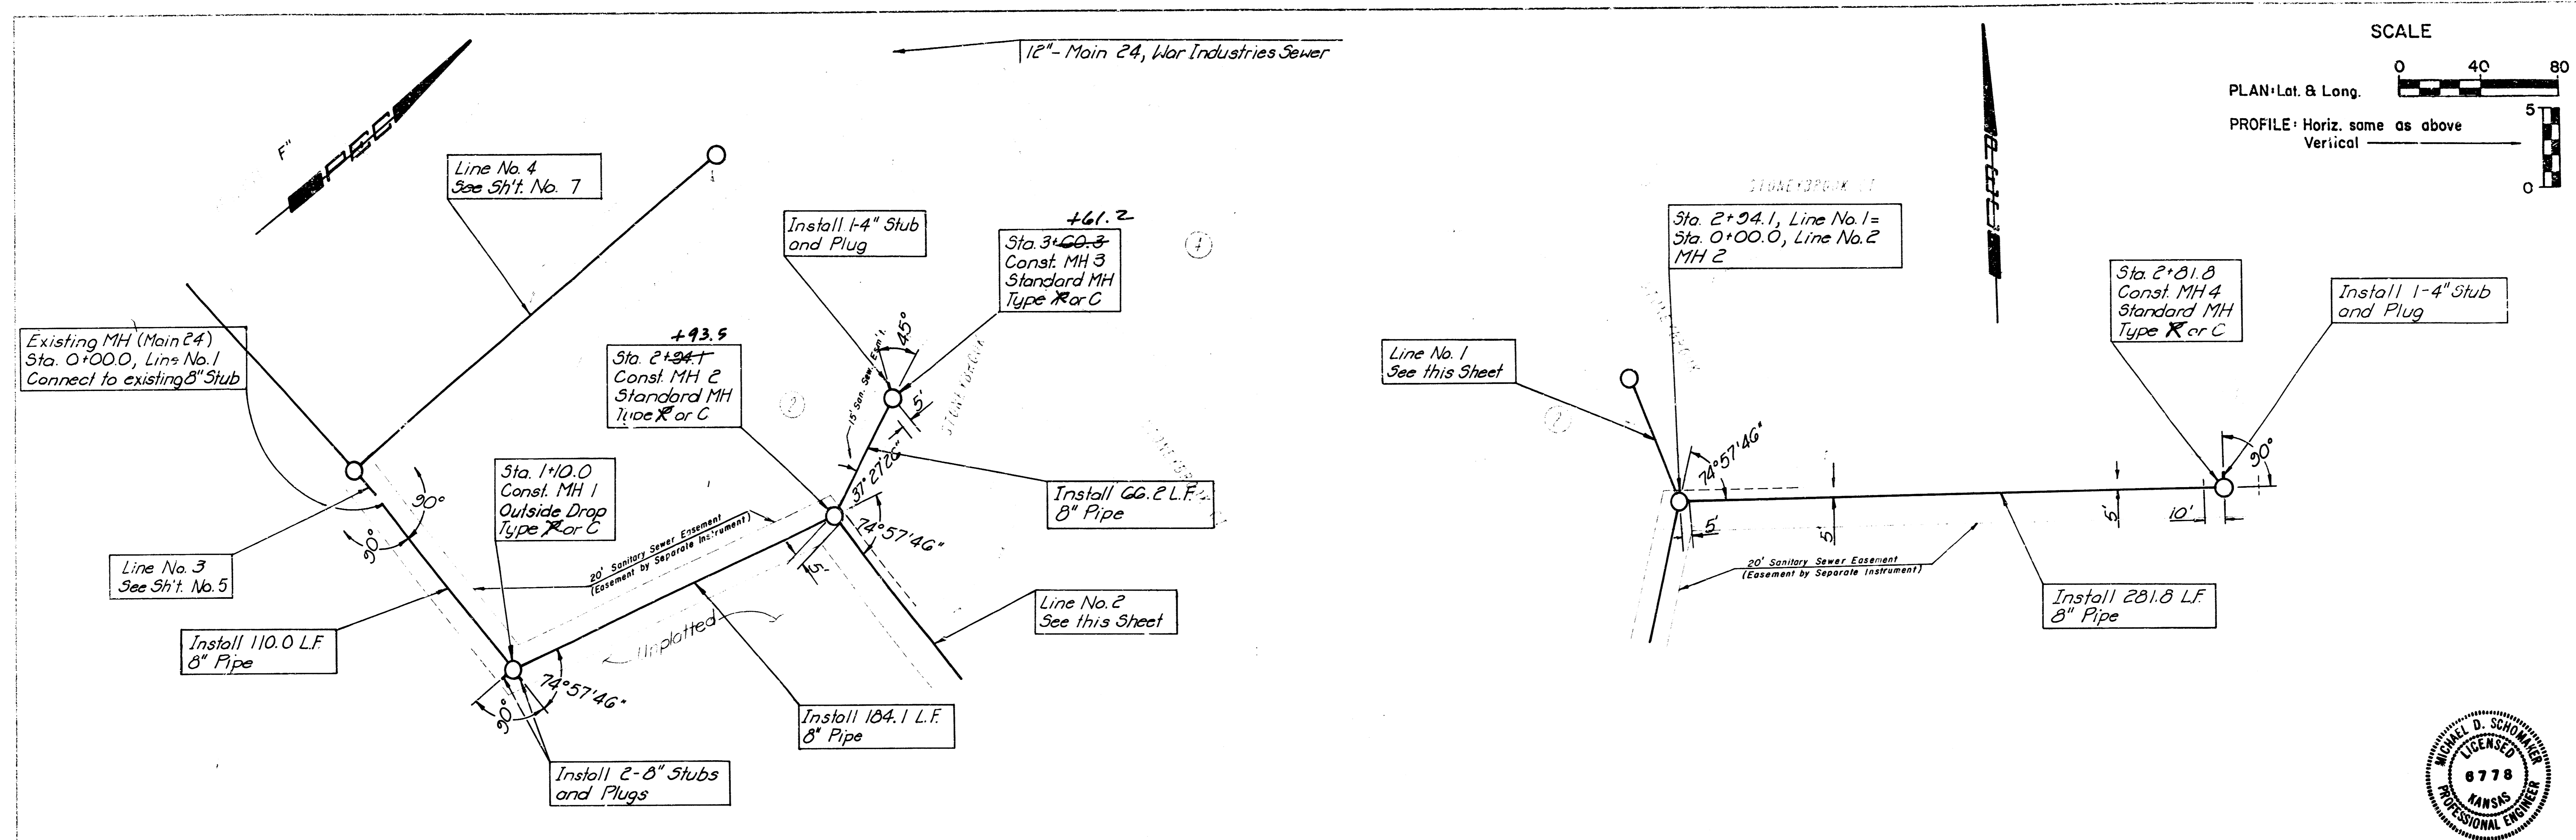 12"- Main 24, War Industries Sewer
F"
Line No. 4
See Sh't. No. 7
Install 1-4" Stub
and Plug
+61.2
Sta. 3+60.3
Const. MH 3
Standard MH
Type R or C
4
Existing MH (Main 24)
Sta. 0+00.0, Line No. 1
Connect to existing 8" Stub
+93.5
Sta. 2+94.1
Const. MH 2
Standard MH
Type R or C
2
15' San. Sew. Esm't.
45°
5'
STONEYBROOK
37°27'26"
Sta. 1+10.0
Const. MH 1
Outside Drop
Type R or C
Install 66.2 L.F.
8" Pipe
90°
90°
20' Sanitary Sewer Easement
(Easement by Separate Instrument)
74°57'46"
5'
Line No. 3
See Sh't. No. 5
Line No. 2
See this Sheet
Install 110.0 L.F.
8" Pipe
Unplatted
74°57'46"
90°
Install 184.1 L.F.
8" Pipe
Install 2-8" Stubs
and Plugs
SCALE
0 40 80
PLAN: Lat. & Long.
PROFILE: Horiz. same as above
Vertical
5
0
STONEYBROOK CT
Sta. 2+94.1, Line No. 1=
Sta. 0+00.0, Line No. 2
MH 2
Sta. 2+81.8
Const. MH 4
Standard MH
Type R or C
Install 1-4" Stub
and Plug
Line No. 1
See this Sheet
2
74°57'46"
90°
5'
5'
5'
10'
20' Sanitary Sewer Easement
(Easement by Separate Instrument)
Install 281.8 L.F.
8" Pipe
MICHAEL D. SCHOMAKER
LICENSED
6778
KANSAS
PROFESSIONAL ENGINEER